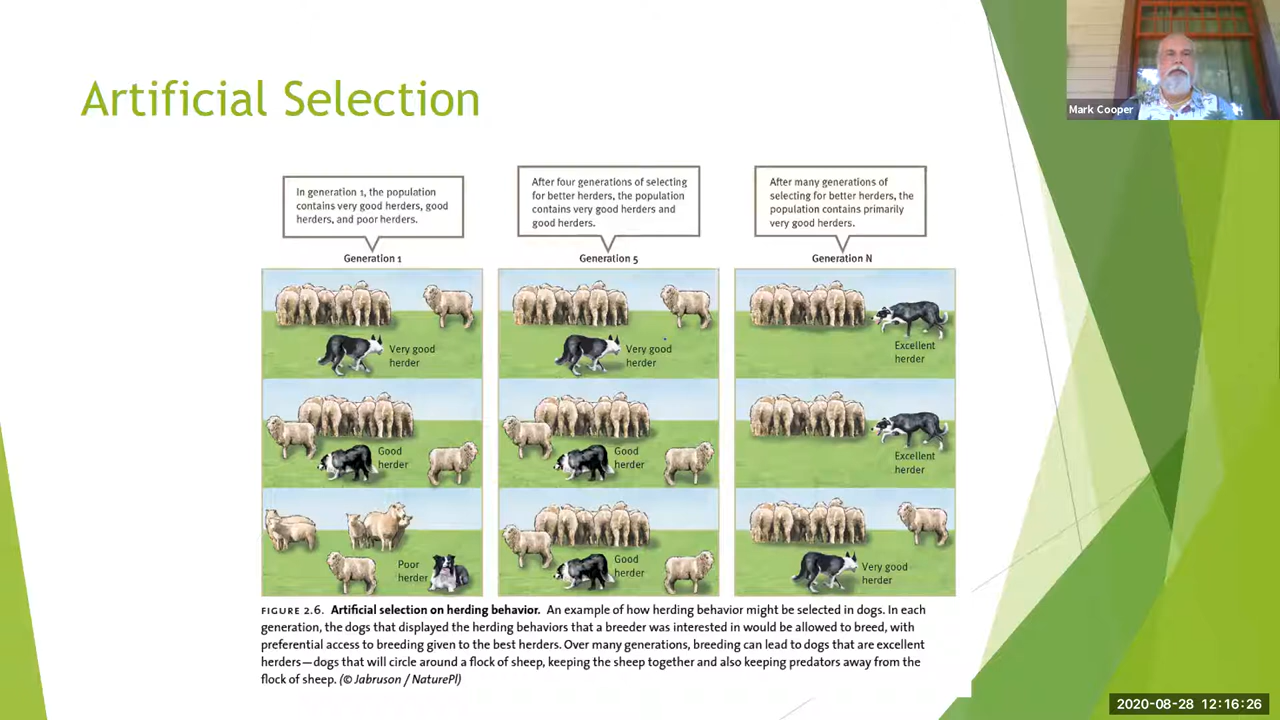 Artificial Selection
Mark Cooper
In generation 1, the population
contains very good herders, good
herders, and poor herders.
After four generations of selecting
for better herders, the population
contains very good herders and
good herders.
After many generations of
selecting for better herders, the
population contains primarily
very good herders.
Generation 1
Generation 5
Generation N
Very good
herder
Very good
herder
Excellent
herder
Good
herder
Good
herder
Excellent
herder
Poor
herder
Good
herder
Very good
herder
FIGURE 2.6. Artificial selection on herding behavior. An example of how herding behavior might be selected in dogs. In each
generation, the dogs that displayed the herding behaviors that a breeder was interested in would be allowed to breed, with
preferential access to breeding given to the best herders. Over many generations, breeding can lead to dogs that are excellent
herders—dogs that will circle around a flock of sheep, keeping the sheep together and also keeping predators away from the
flock of sheep. (© Jabruson / NaturePl)
2020-08-28 12:16:26